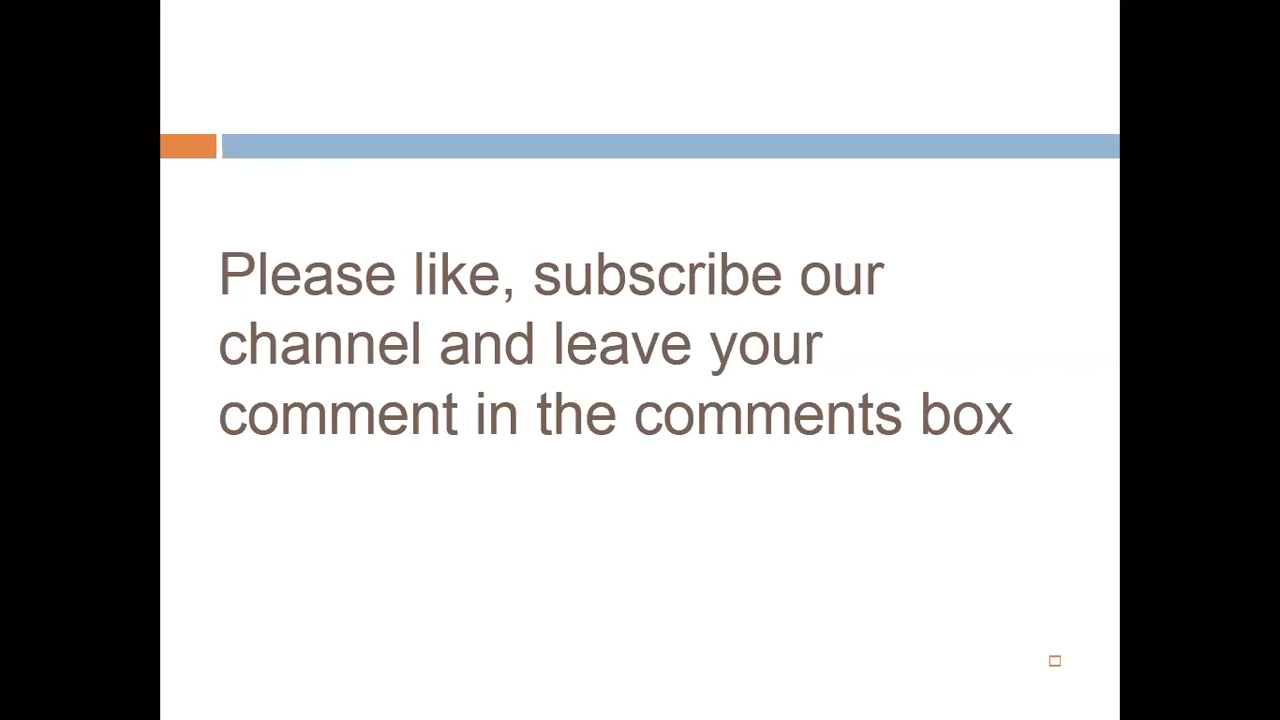 Please like, subscribe our
channel and leave your
comment in the comments box